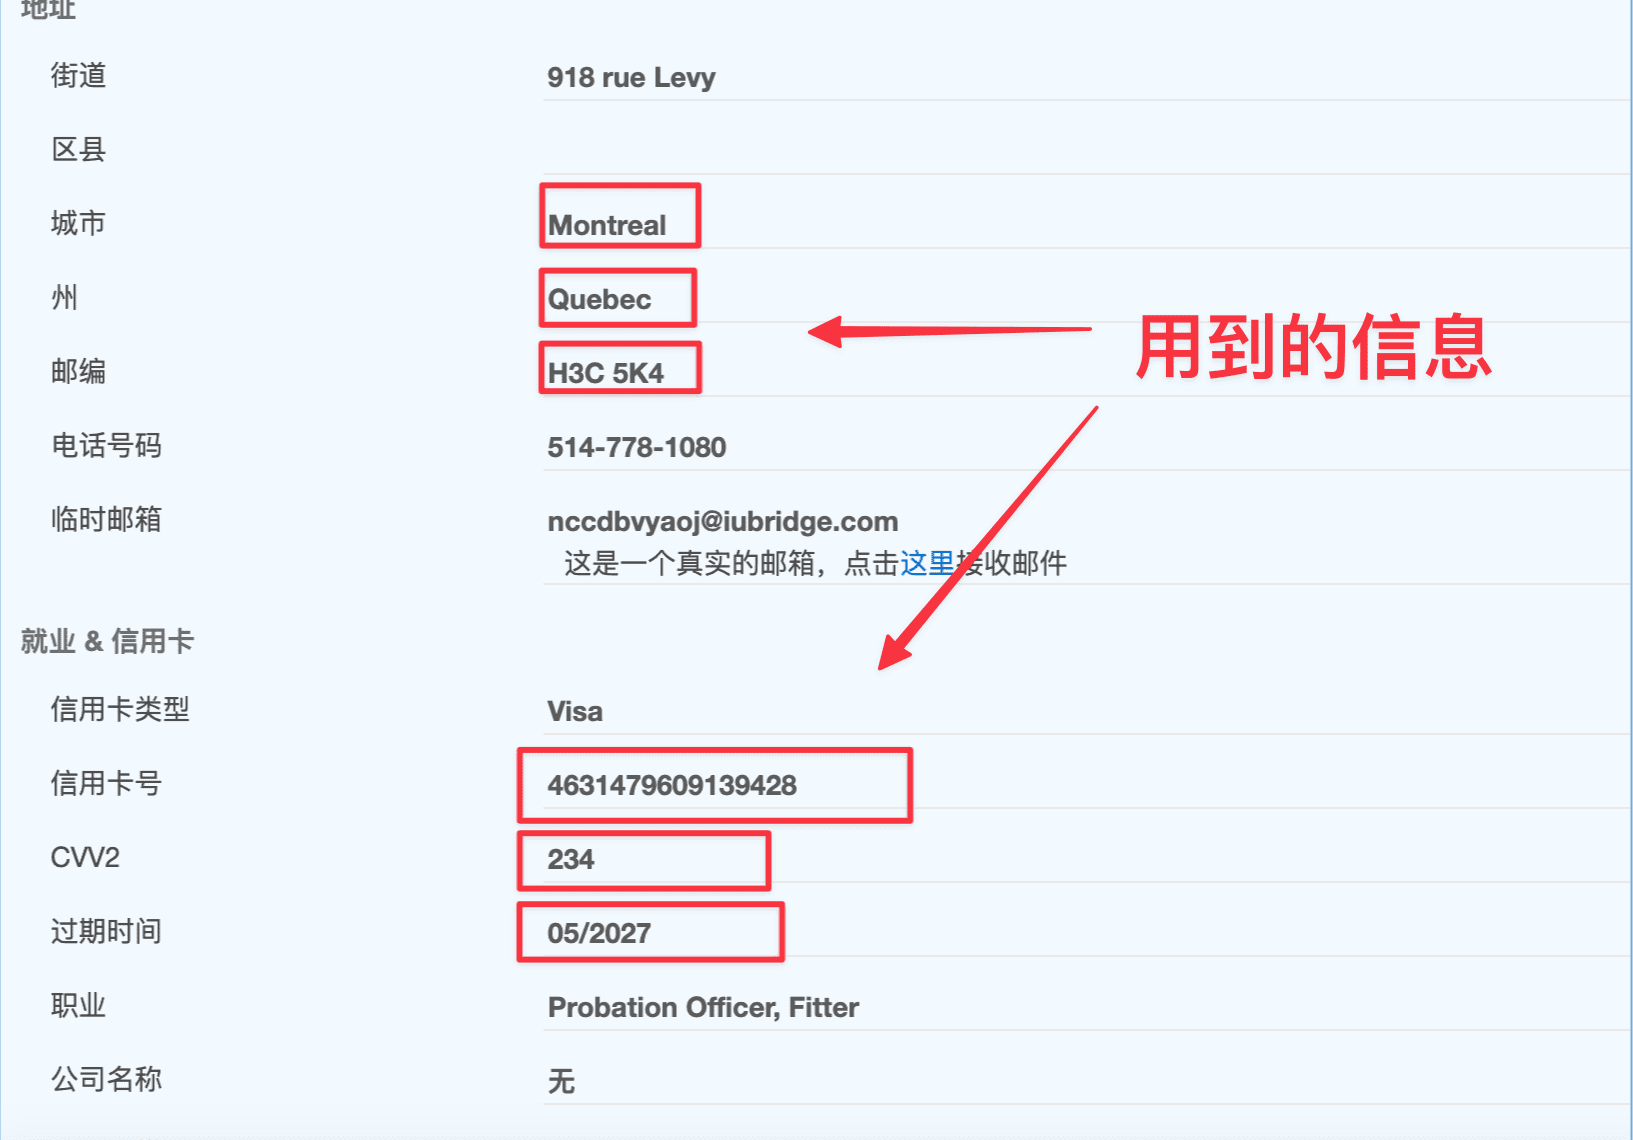 地址
街道 918 rue Levy
区县
城市 Montreal
州 Quebec
用到的信息
邮编 H3C 5K4
电话号码 514-778-1080
临时邮箱 nccdbvyaoj@iubridge.com
这是一个真实的邮箱，点击这里接收邮件
就业 & 信用卡
信用卡类型 Visa
信用卡号 4631479609139428
CVV2 234
过期时间 05/2027
职业 Probation Officer, Fitter
公司名称 无